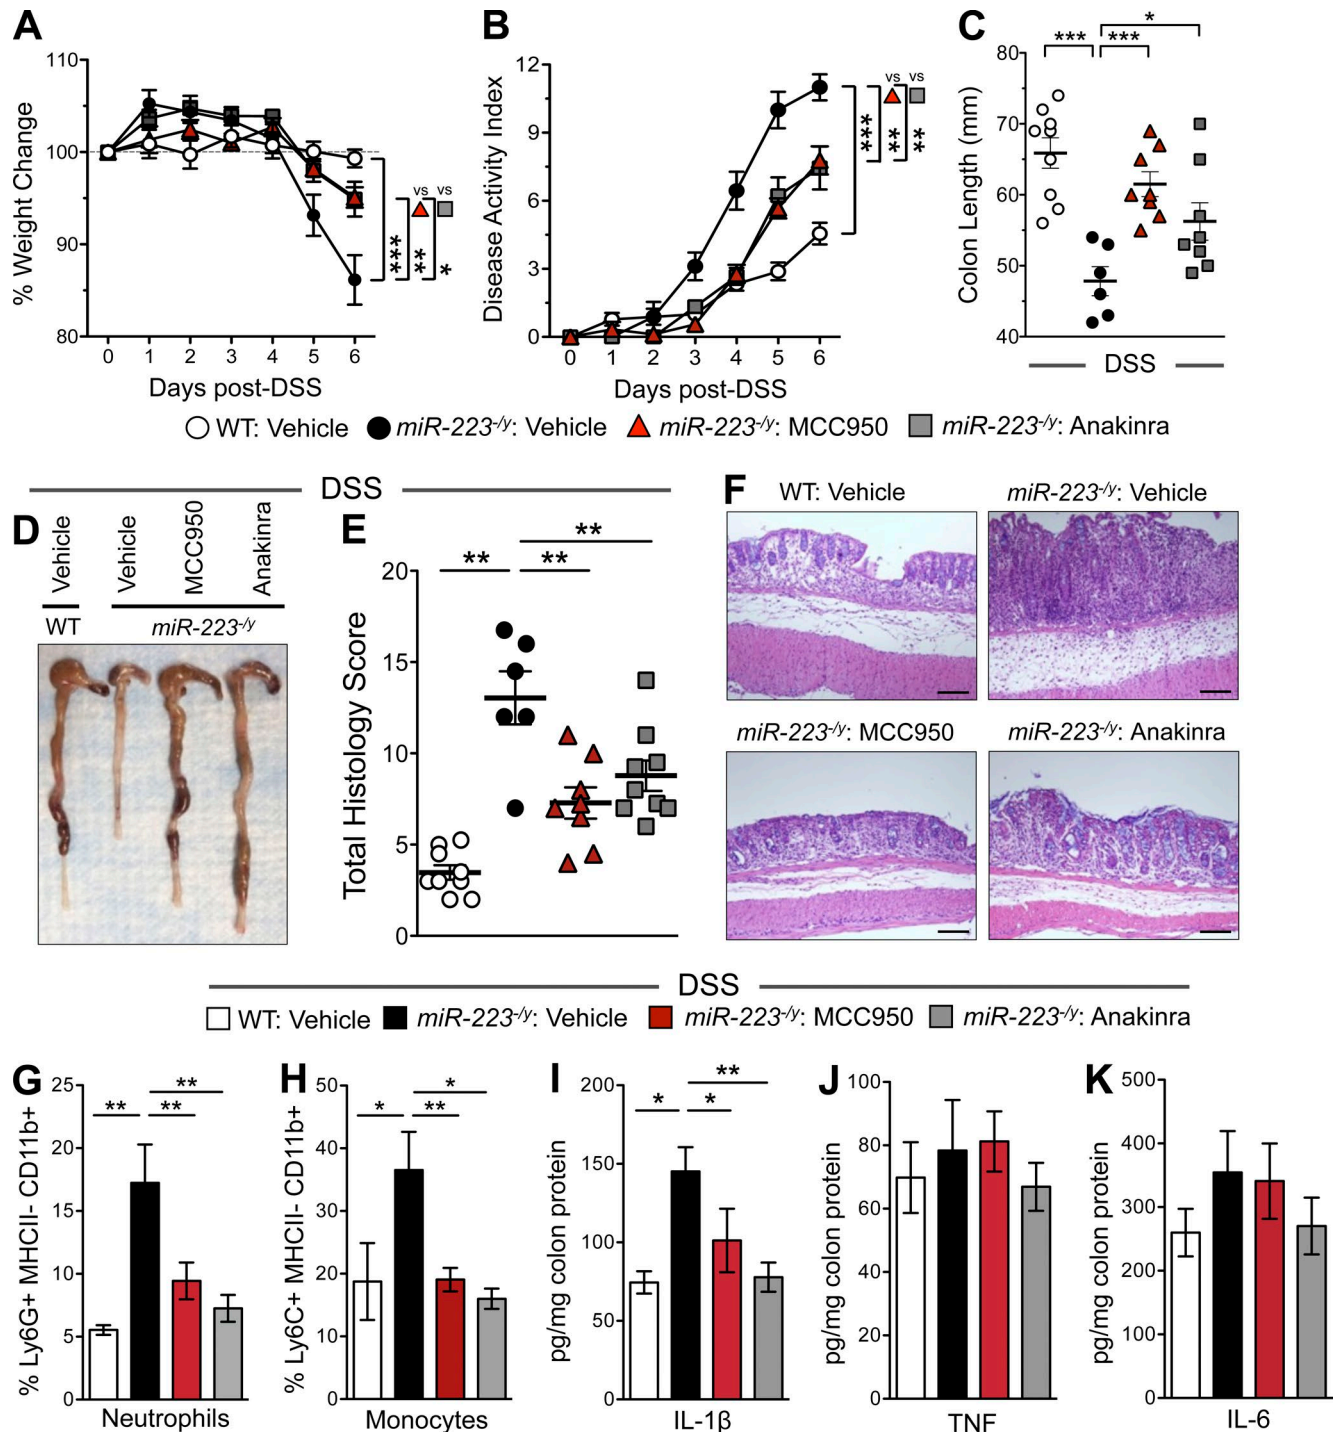 A
% Weight Change
110
100
90
80
0 1 2 3 4 5 6
Days post-DSS
vs vs
***
**
*
B
Disease Activity Index
12
9
6
3
0
0 1 2 3 4 5 6
Days post-DSS
vs vs
***
**
**
C
Colon Length (mm)
80
70
60
50
40
*
*** ***
DSS
WT: Vehicle miR-223-/y: Vehicle miR-223-/y: MCC950 miR-223-/y: Anakinra
DSS
D
Vehicle
Vehicle
MCC950
Anakinra
WT miR-223-/y
E
Total Histology Score
20
15
10
5
0
**
** **
F
WT: Vehicle miR-223-/y: Vehicle
miR-223-/y: MCC950 miR-223-/y: Anakinra
DSS
WT: Vehicle miR-223-/y: Vehicle miR-223-/y: MCC950 miR-223-/y: Anakinra
G
% Ly6G+ MHCII- CD11b+
25
20
15
10
5
0
**
** **
Neutrophils
H
% Ly6C+ MHCII- CD11b+
50
40
30
20
10
0
*
* **
Monocytes
I
pg/mg colon protein
200
150
100
50
0
**
* *
IL-1β
J
pg/mg colon protein
100
80
60
40
20
0
TNF
K
pg/mg colon protein
500
400
300
200
100
0
IL-6